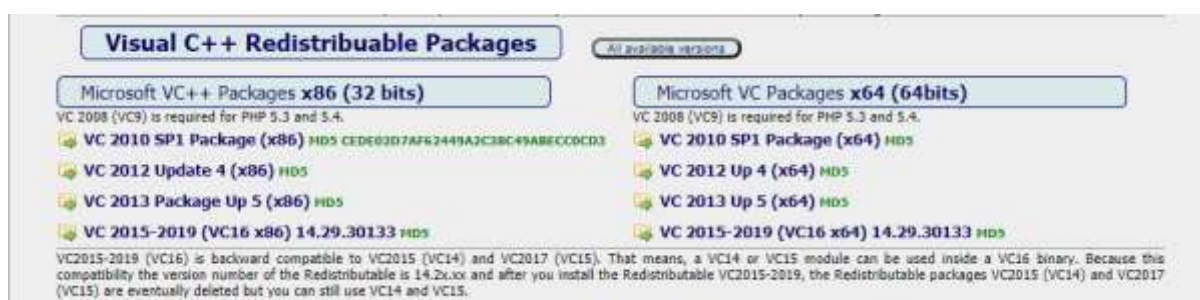 Visual C++ Redistribuable Packages
All available versions
Microsoft VC++ Packages x86 (32 bits)
VC 2008 (VC9) is required for PHP 5.3 and 5.4.
VC 2010 SP1 Package (x86) MD5
VC 2012 Update 4 (x86) MD5
VC 2013 Package Up 5 (x86) MD5
VC 2015-2019 (VC16 x86) 14.29.30133 MD5
Microsoft VC Packages x64 (64bits)
VC 2008 (VC9) is required for PHP 5.3 and 5.4.
VC 2010 SP1 Package (x64) MD5
VC 2012 Up 4 (x64) MD5
VC 2013 Up 5 (x64) MD5
VC 2015-2019 (VC16 x64) 14.29.30133 MD5
VC2015-2019 (VC16) is backward compatible to VC2015 (VC14) and VC2017 (VC15). That means, a VC14 or VC15 module can be used inside a VC16 binary. Because this
compatibility the version number of the Redistributable is 14.2x.xx and after you install the Redistributable VC2015-2019, the Redistributable packages VC2015 (VC14) and VC2017
(VC15) are eventually deleted but you can still use VC14 and VC15.